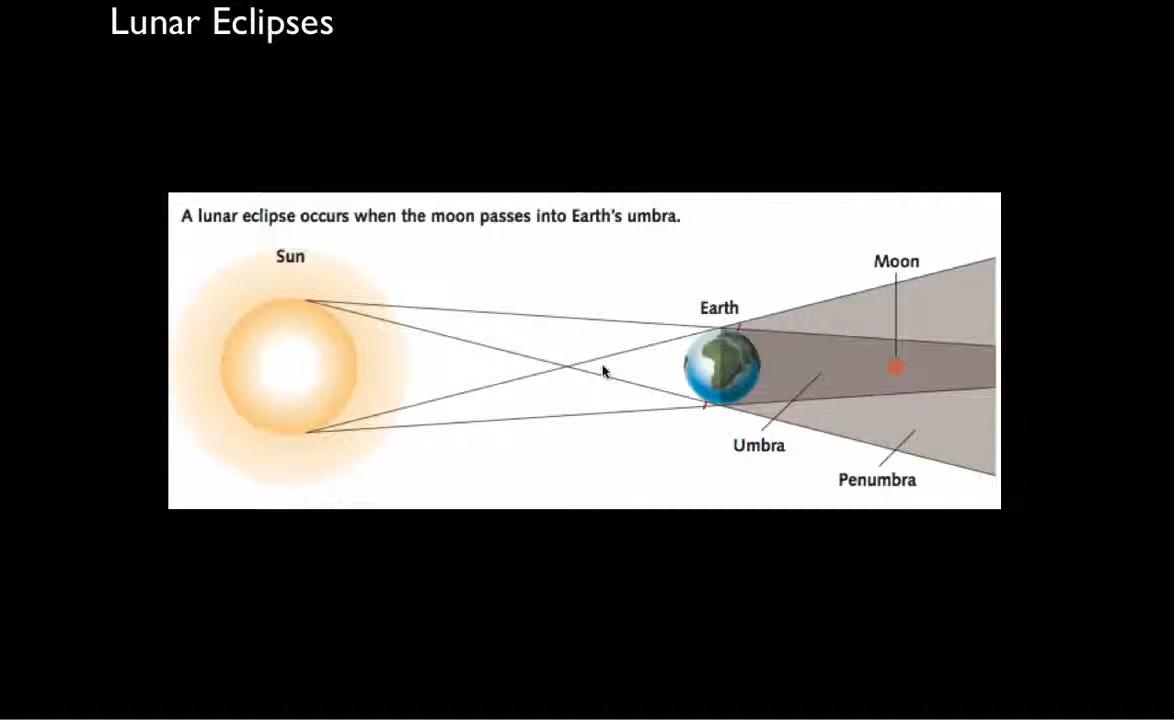 Lunar Eclipses
A lunar eclipse occurs when the moon passes into Earth's umbra.
Sun
Moon
Earth
Umbra
Penumbra